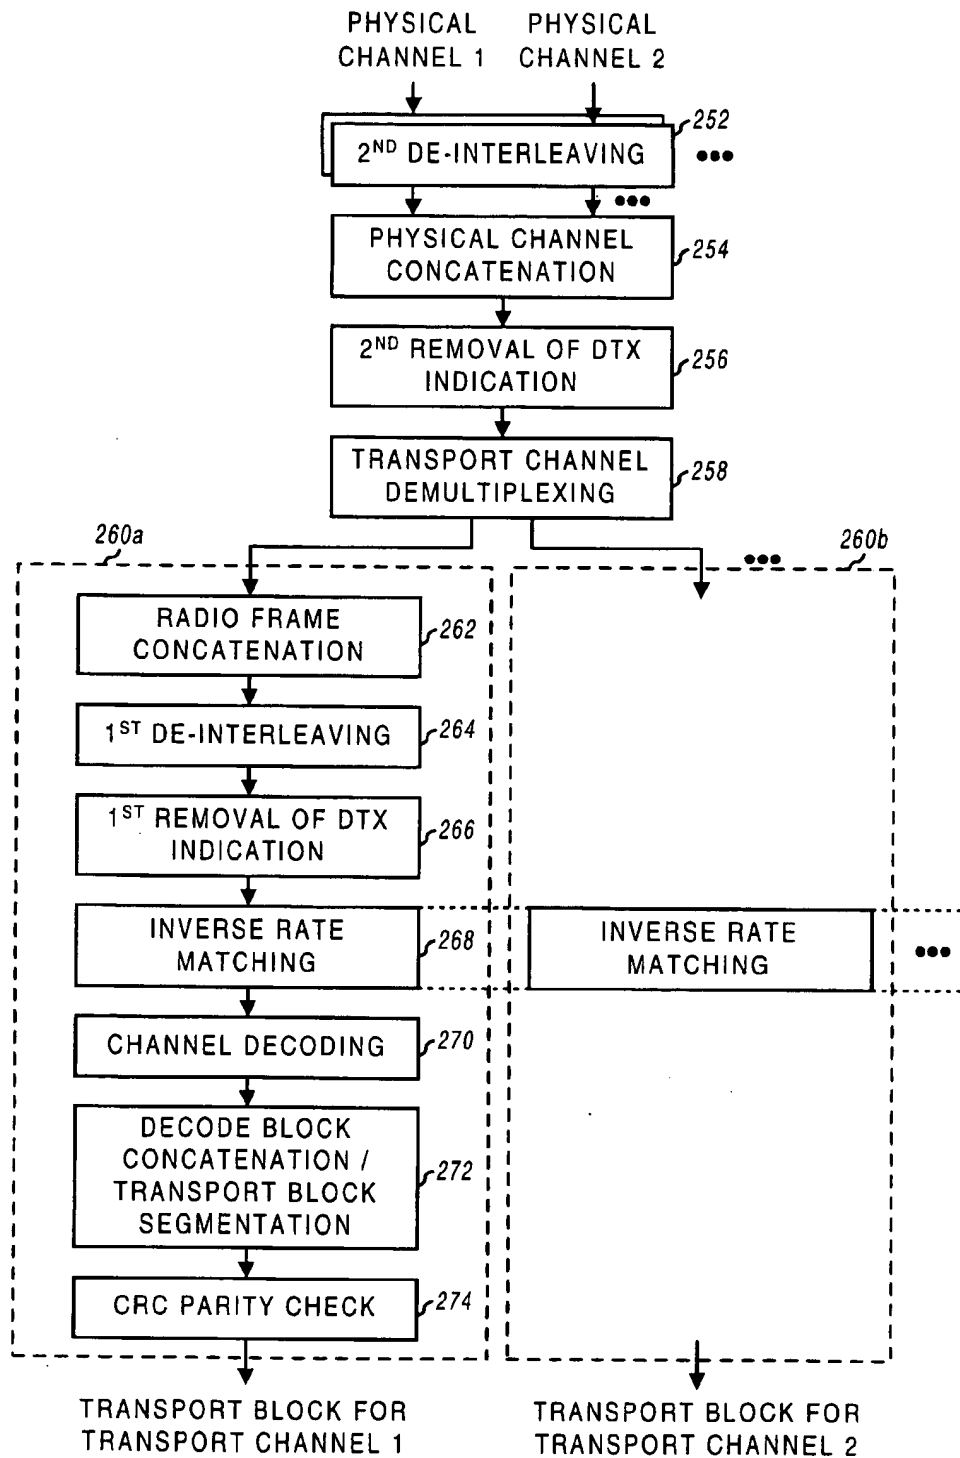 PHYSICAL CHANNEL 1
PHYSICAL CHANNEL 2
2ND DE-INTERLEAVING
252
PHYSICAL CHANNEL
CONCATENATION
254
2ND REMOVAL OF DTX
INDICATION
256
TRANSPORT CHANNEL
DEMULTIPLEXING
258
260a
260b
RADIO FRAME
CONCATENATION
262
1ST DE-INTERLEAVING
264
1ST REMOVAL OF DTX
INDICATION
266
INVERSE RATE
MATCHING
268
INVERSE RATE
MATCHING
CHANNEL DECODING
270
DECODE BLOCK
CONCATENATION /
TRANSPORT BLOCK
SEGMENTATION
272
CRC PARITY CHECK
274
TRANSPORT BLOCK FOR
TRANSPORT CHANNEL 1
TRANSPORT BLOCK FOR
TRANSPORT CHANNEL 2